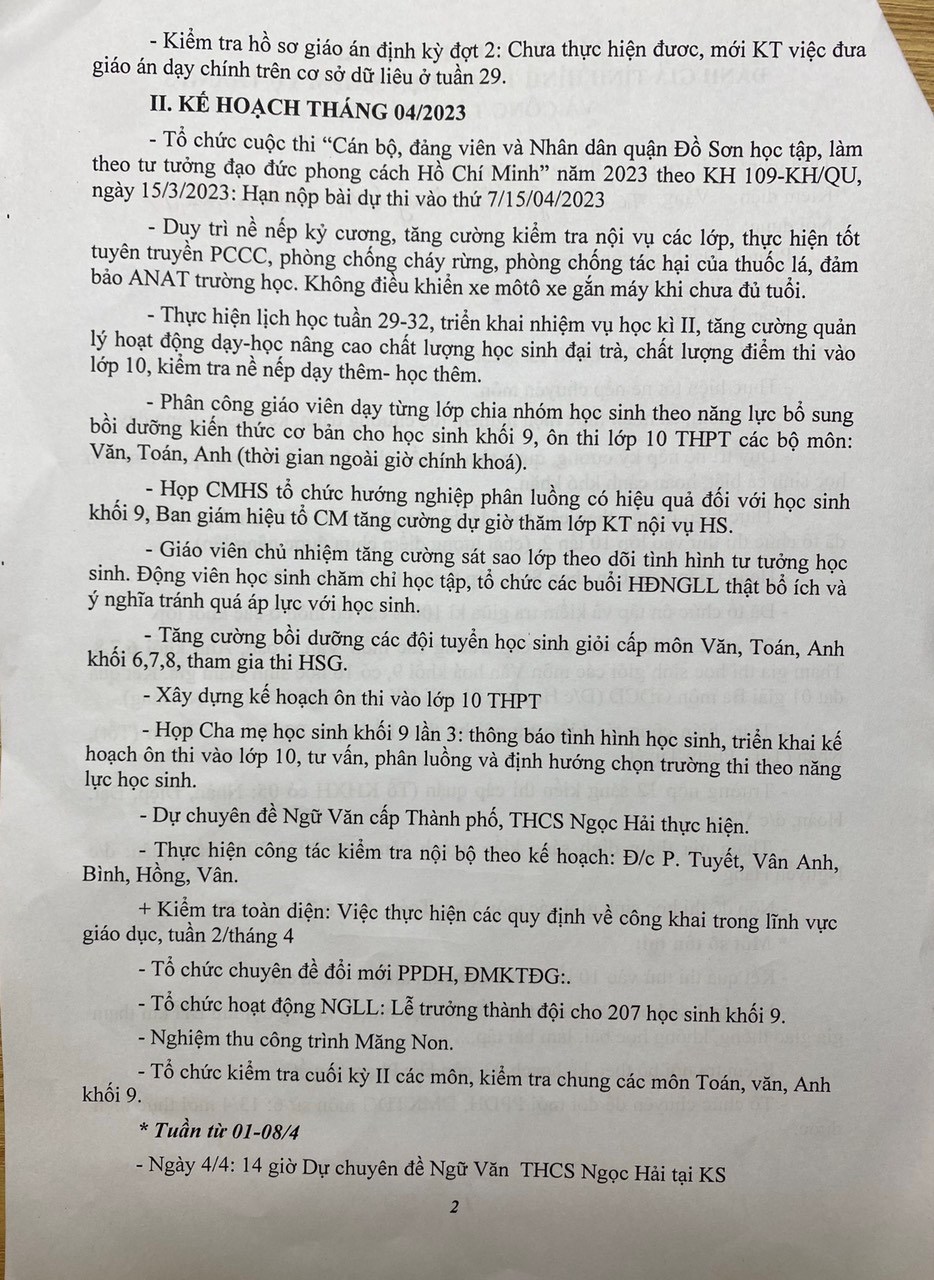 - Kiểm tra hồ sơ giáo án định kỳ đợt 2: Chưa thực hiện đươc, mới KT việc đưa
giáo án dạy chính trên cơ sở dữ liêu ở tuần 29.
II. KẾ HOẠCH THÁNG 04/2023
- Tổ chức cuộc thi “Cán bộ, đảng viên và Nhân dân quận Đồ Sơn học tập, làm
theo tư tưởng đạo đức phong cách Hồ Chí Minh” năm 2023 theo KH 109-KH/QU,
ngày 15/3/2023: Hạn nộp bài dự thi vào thứ 7/15/04/2023
- Duy trì nề nếp kỷ cương, tăng cường kiểm tra nội vụ các lớp, thực hiện tốt
tuyên truyền PCCC, phòng chống cháy rừng, phòng chống tác hại của thuốc lá, đảm
bảo ANAT trường học. Không điều khiển xe môtô xe gắn máy khi chưa đủ tuổi.
- Thực hiện lịch học tuần 29-32, triển khai nhiệm vụ học kì II, tăng cường quản
lý hoạt động dạy-học nâng cao chất lượng học sinh đại trà, chất lượng điểm thi vào
lớp 10, kiểm tra nề nếp dạy thêm- học thêm.
- Phân công giáo viên dạy từng lớp chia nhóm học sinh theo năng lực bổ sung
bồi dưỡng kiến thức cơ bản cho học sinh khối 9, ôn thi lớp 10 THPT các bộ môn:
Văn, Toán, Anh (thời gian ngoài giờ chính khoá).
- Họp CMHS tổ chức hướng nghiệp phân luồng có hiệu quả đối với học sinh
khối 9, Ban giám hiệu tổ CM tăng cường dự giờ thăm lớp KT nội vụ HS.
- Giáo viên chủ nhiệm tăng cường sát sao lớp theo dõi tình hình tư tưởng học
sinh. Động viên học sinh chăm chỉ học tập, tổ chức các buổi HĐNGLL thật bổ ích và
ý nghĩa tránh quá áp lực với học sinh.
- Tăng cường bồi dưỡng các đội tuyển học sinh giỏi cấp môn Văn, Toán, Anh
khối 6,7,8, tham gia thi HSG.
- Xây dựng kế hoạch ôn thi vào lớp 10 THPT
- Họp Cha mẹ học sinh khối 9 lần 3: thông báo tình hình học sinh, triển khai kế
hoạch ôn thi vào lớp 10, tư vấn, phân luồng và định hướng chọn trường thi theo năng
lực học sinh.
- Dự chuyên đề Ngữ Văn cấp Thành phố, THCS Ngọc Hải thực hiện.
- Thực hiện công tác kiểm tra nội bộ theo kế hoạch: Đ/c P. Tuyết, Vân Anh,
Bình, Hồng, Vân.
+ Kiểm tra toàn diện: Việc thực hiện các quy định về công khai trong lĩnh vực
giáo dục, tuần 2/tháng 4
- Tổ chức chuyên đề đổi mới PPDH, ĐMKTĐG:.
- Tổ chức hoạt động NGLL: Lễ trưởng thành đội cho 207 học sinh khối 9.
- Nghiệm thu công trình Măng Non.
- Tổ chức kiểm tra cuối kỳ II các môn, kiểm tra chung các môn Toán, văn, Anh
khối 9.
* Tuần từ 01-08/4
- Ngày 4/4: 14 giờ Dự chuyên đề Ngữ Văn THCS Ngọc Hải tại KS
2